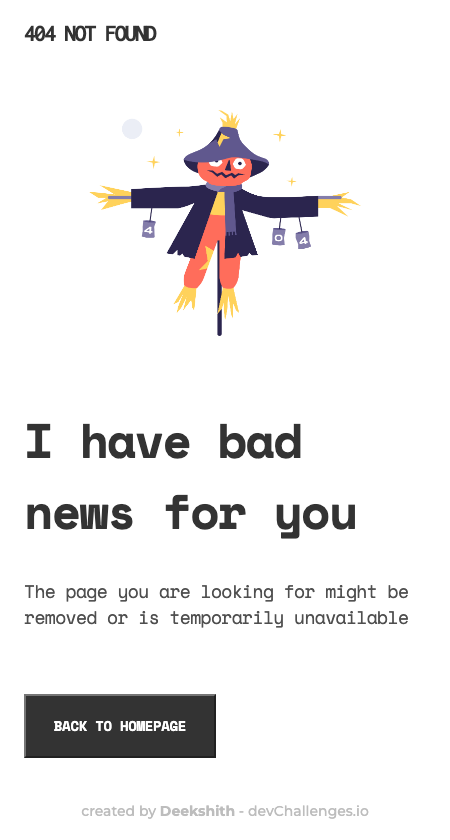 404 NOT FOUND
4
0
4
I have bad
news for you
The page you are looking for might be
removed or is temporarily unavailable
BACK TO HOMEPAGE
created by Deekshith - devChallenges.io